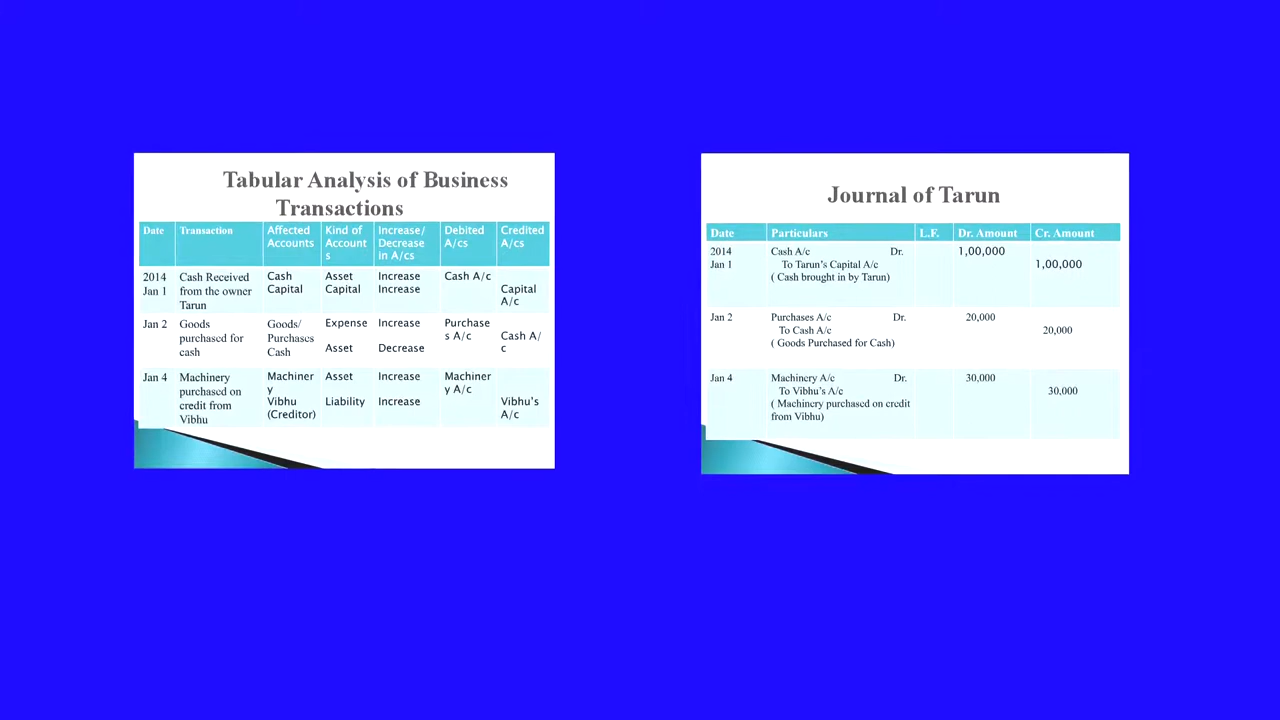 Tabular Analysis of Business
Transactions
Date Transaction Affected Accounts Kind of Account s Increase/ Decrease in A/cs Debited A/cs Credited A/cs
2014 Cash Received Cash Asset Increase Cash A/c
Jan 1 from the owner Capital Capital Increase Capital
Tarun A/c
Jan 2 Goods Goods/ Expense Increase Purchase
purchased for Purchases s A/c Cash A/
cash Cash Asset Decrease c
Jan 4 Machinery Machiner Asset Increase Machiner
purchased on y y A/c
credit from Vibhu Liability Increase Vibhu's
Vibhu (Creditor) A/c
Journal of Tarun
Date Particulars L.F. Dr. Amount Cr. Amount
2014 Cash A/c Dr. 1,00,000
Jan 1 To Tarun's Capital A/c 1,00,000
( Cash brought in by Tarun)
Jan 2 Purchases A/c Dr. 20,000
To Cash A/c 20,000
( Goods Purchased for Cash)
Jan 4 Machinery A/c Dr. 30,000
To Vibhu's A/c 30,000
( Machinery purchased on credit
from Vibhu)